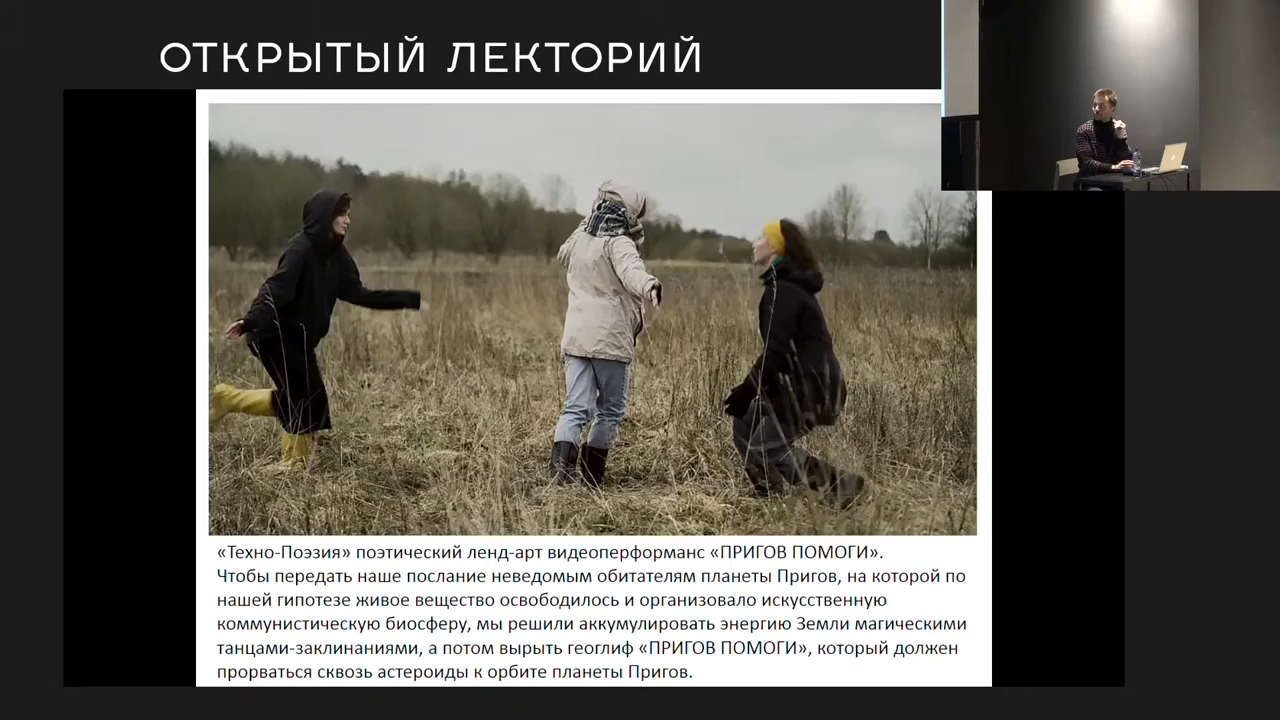 ОТКРЫТЫЙ ЛЕКТОРИЙ
«Техно-Поэзия» поэтический ленд-арт видеоперформанс «ПРИГОВ ПОМОГИ».
Чтобы передать наше послание неведомым обитателям планеты Пригов, на которой по
нашей гипотезе живое вещество освободилось и организовало искусственную
коммунистическую биосферу, мы решили аккумулировать энергию Земли магическими
танцами-заклинаниями, а потом вырыть геоглиф «ПРИГОВ ПОМОГИ», который должен
прорваться сквозь астероиды к орбите планеты Пригов.